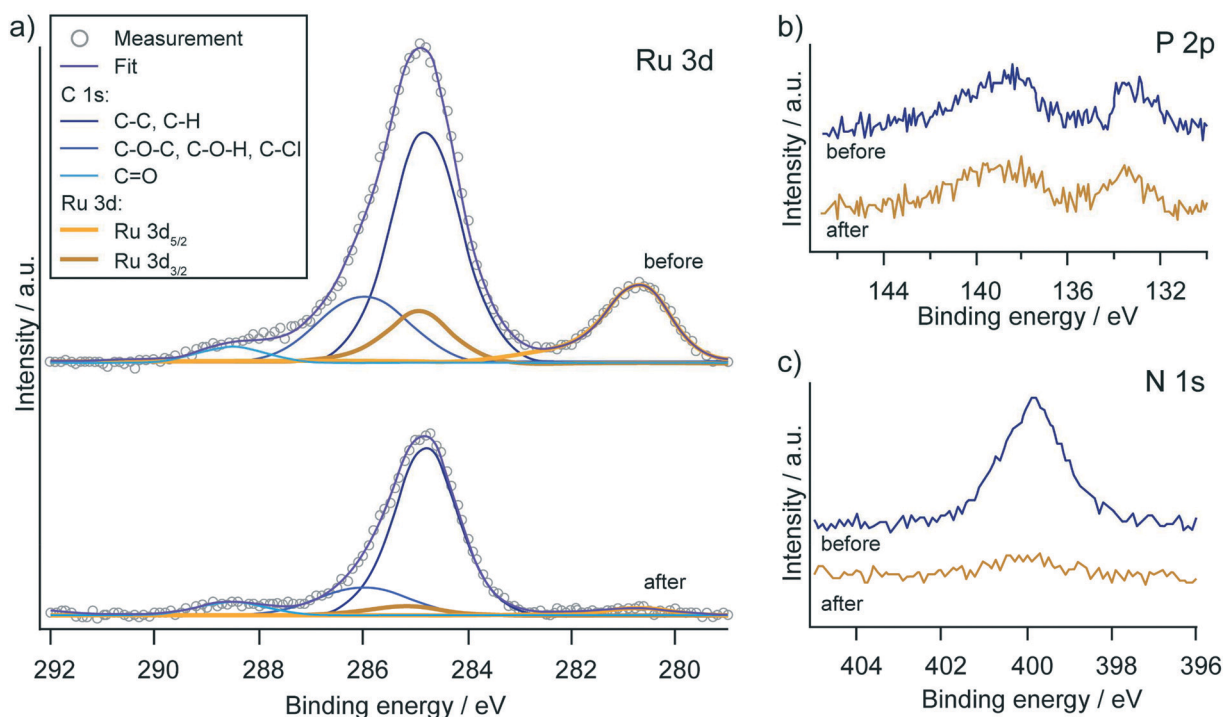 a)
Measurement
Fit
C 1s:
C-C, C-H
C-O-C, C-O-H, C-Cl
C=O
Ru 3d:
Ru 3d5/2
Ru 3d3/2
Ru 3d
before
after
Intensity / a.u.
292 290 288 286 284 282 280
Binding energy / eV
b)
P 2p
before
after
Intensity / a.u.
144 140 136 132
Binding energy / eV
c)
N 1s
before
after
Intensity / a.u.
404 402 400 398 396
Binding energy / eV